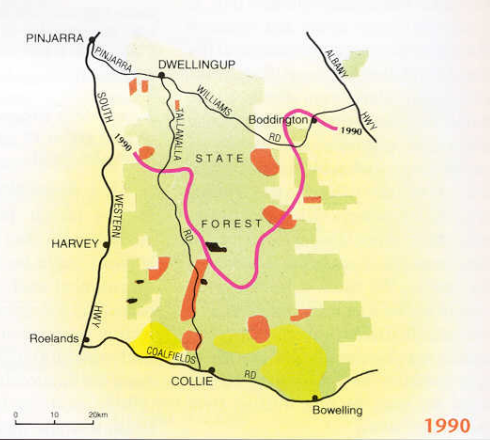 PINJARRA
PINJARRA
DWELLINGUP
WILLIAMS
RD
ALBANY
HWY
Boddington
1990
1990
SOUTH
WESTERN
HWY
TALLANALLA
RD
STATE
FOREST
HARVEY
Roelands
COALFIELDS
RD
COLLIE
Bowelling
0 10 20km
1990